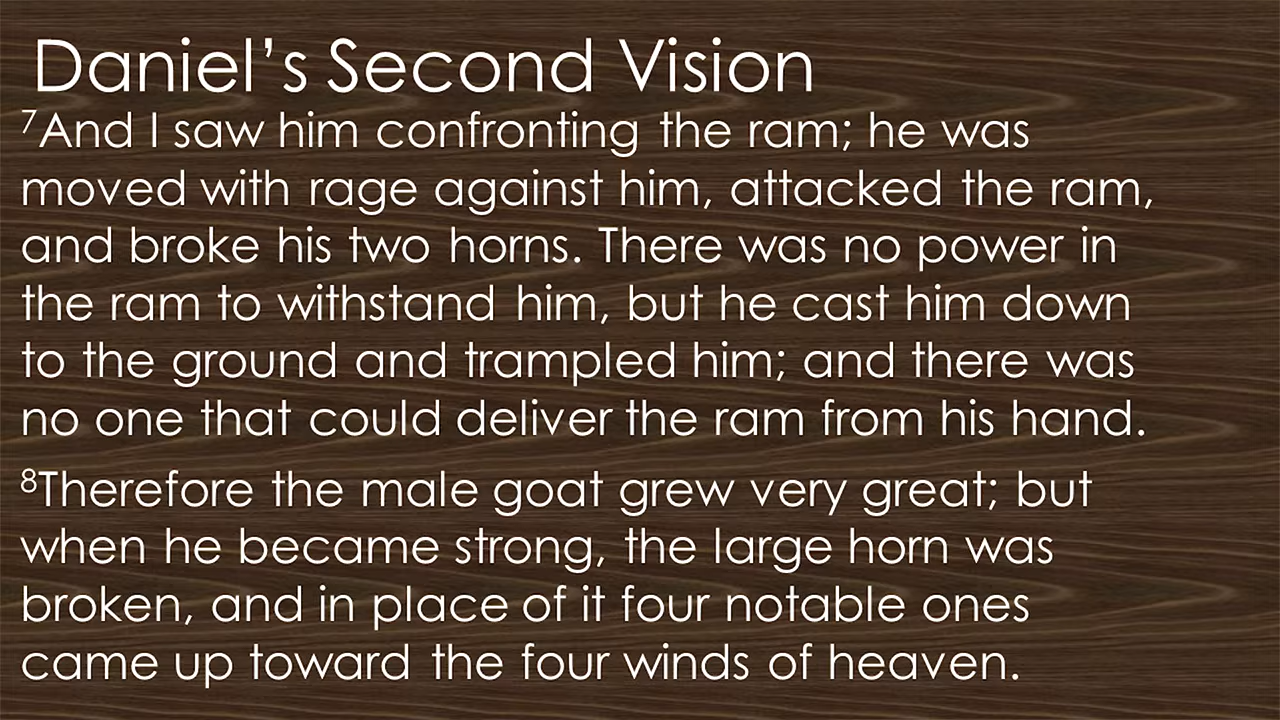 Daniel’s Second Vision
⁷And I saw him confronting the ram; he was
moved with rage against him, attacked the ram,
and broke his two horns. There was no power in
the ram to withstand him, but he cast him down
to the ground and trampled him; and there was
no one that could deliver the ram from his hand.
⁸Therefore the male goat grew very great; but
when he became strong, the large horn was
broken, and in place of it four notable ones
came up toward the four winds of heaven.